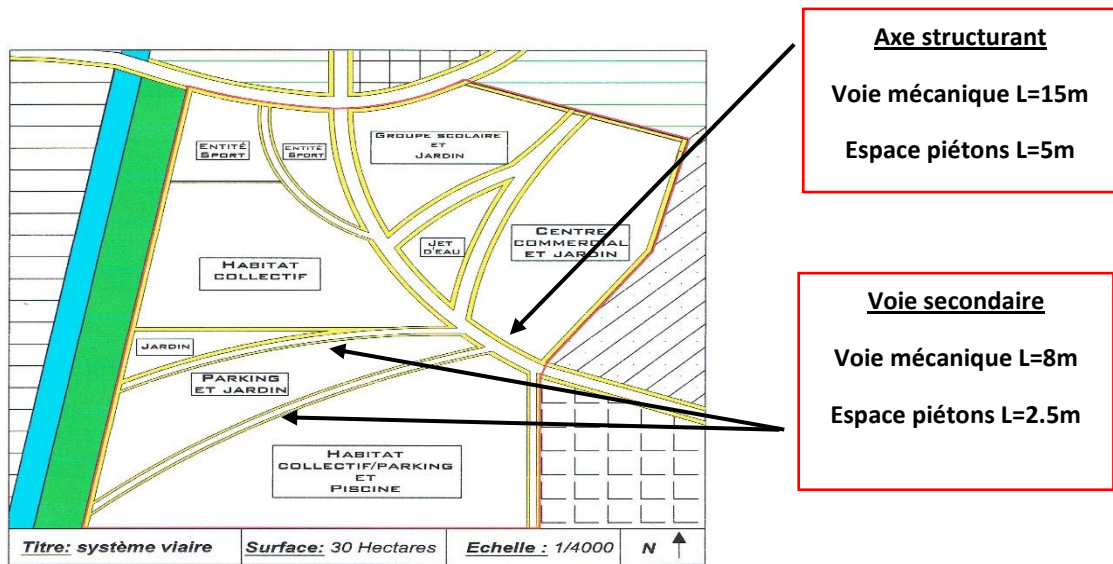 Axe structurant
Voie mécanique L=15m
Espace piétons L=5m
Voie secondaire
Voie mécanique L=8m
Espace piétons L=2.5m
ENTITÉ
SPORT
ENTITÉ
SPORT
GROUPE SCOLAIRE
ET
JARDIN
JET
D'EAU
CENTRE
COMMERCIAL
ET JARDIN
HABITAT
COLLECTIF
JARDIN
PARKING
ET JARDIN
HABITAT
COLLECTIF/PARKING
ET
PISCINE
Titre: système viaire
Surface: 30 Hectares
Echelle : 1/4000
N